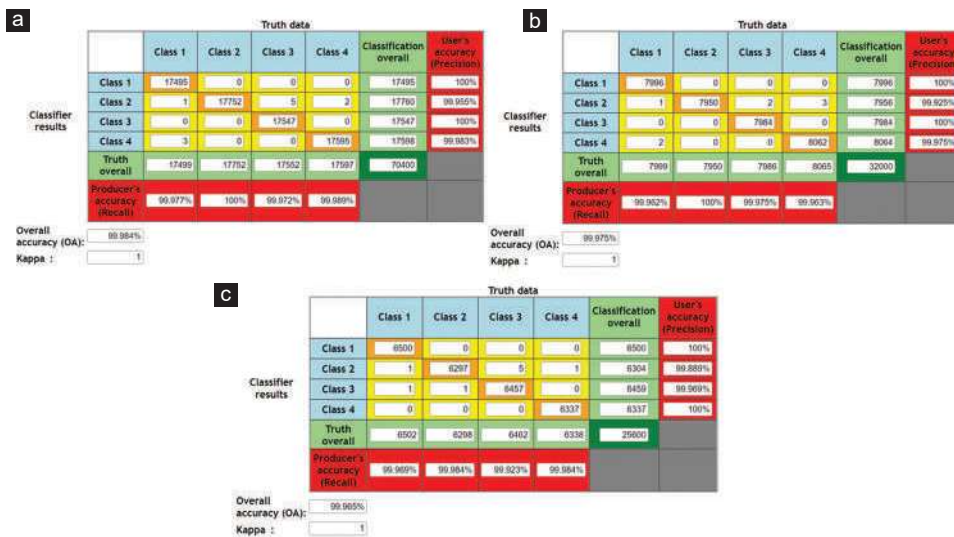 a
Truth data
Class 1 Class 2 Class 3 Class 4 Classification overall User's accuracy (Precision)
Classifier results
Class 1 17495 0 0 0 17495 100%
Class 2 1 17752 5 2 17760 99.955%
Class 3 0 0 17547 0 17547 100%
Class 4 3 0 0 17595 17598 99.983%
Truth overall 17499 17752 17552 17597 70400
Producer's accuracy (Recall) 99.977% 100% 99.972% 99.989%
Overall accuracy (OA): 99.984%
Kappa : 1
b
Truth data
Class 1 Class 2 Class 3 Class 4 Classification overall User's accuracy (Precision)
Classifier results
Class 1 7996 0 0 0 7996 100%
Class 2 1 7950 2 3 7956 99.925%
Class 3 0 0 7984 0 7984 100%
Class 4 2 0 0 8062 8064 99.975%
Truth overall 7999 7950 7986 8065 32000
Producer's accuracy (Recall) 99.962% 100% 99.975% 99.963%
Overall accuracy (OA): 99.975%
Kappa : 1
c
Truth data
Class 1 Class 2 Class 3 Class 4 Classification overall User's accuracy (Precision)
Classifier results
Class 1 6500 0 0 0 6500 100%
Class 2 1 6297 5 1 6304 99.889%
Class 3 1 1 6457 0 6459 99.969%
Class 4 0 0 0 6337 6337 100%
Truth overall 6502 6298 6462 6338 25600
Producer's accuracy (Recall) 99.969% 99.984% 99.923% 99.984%
Overall accuracy (OA): 99.965%
Kappa : 1